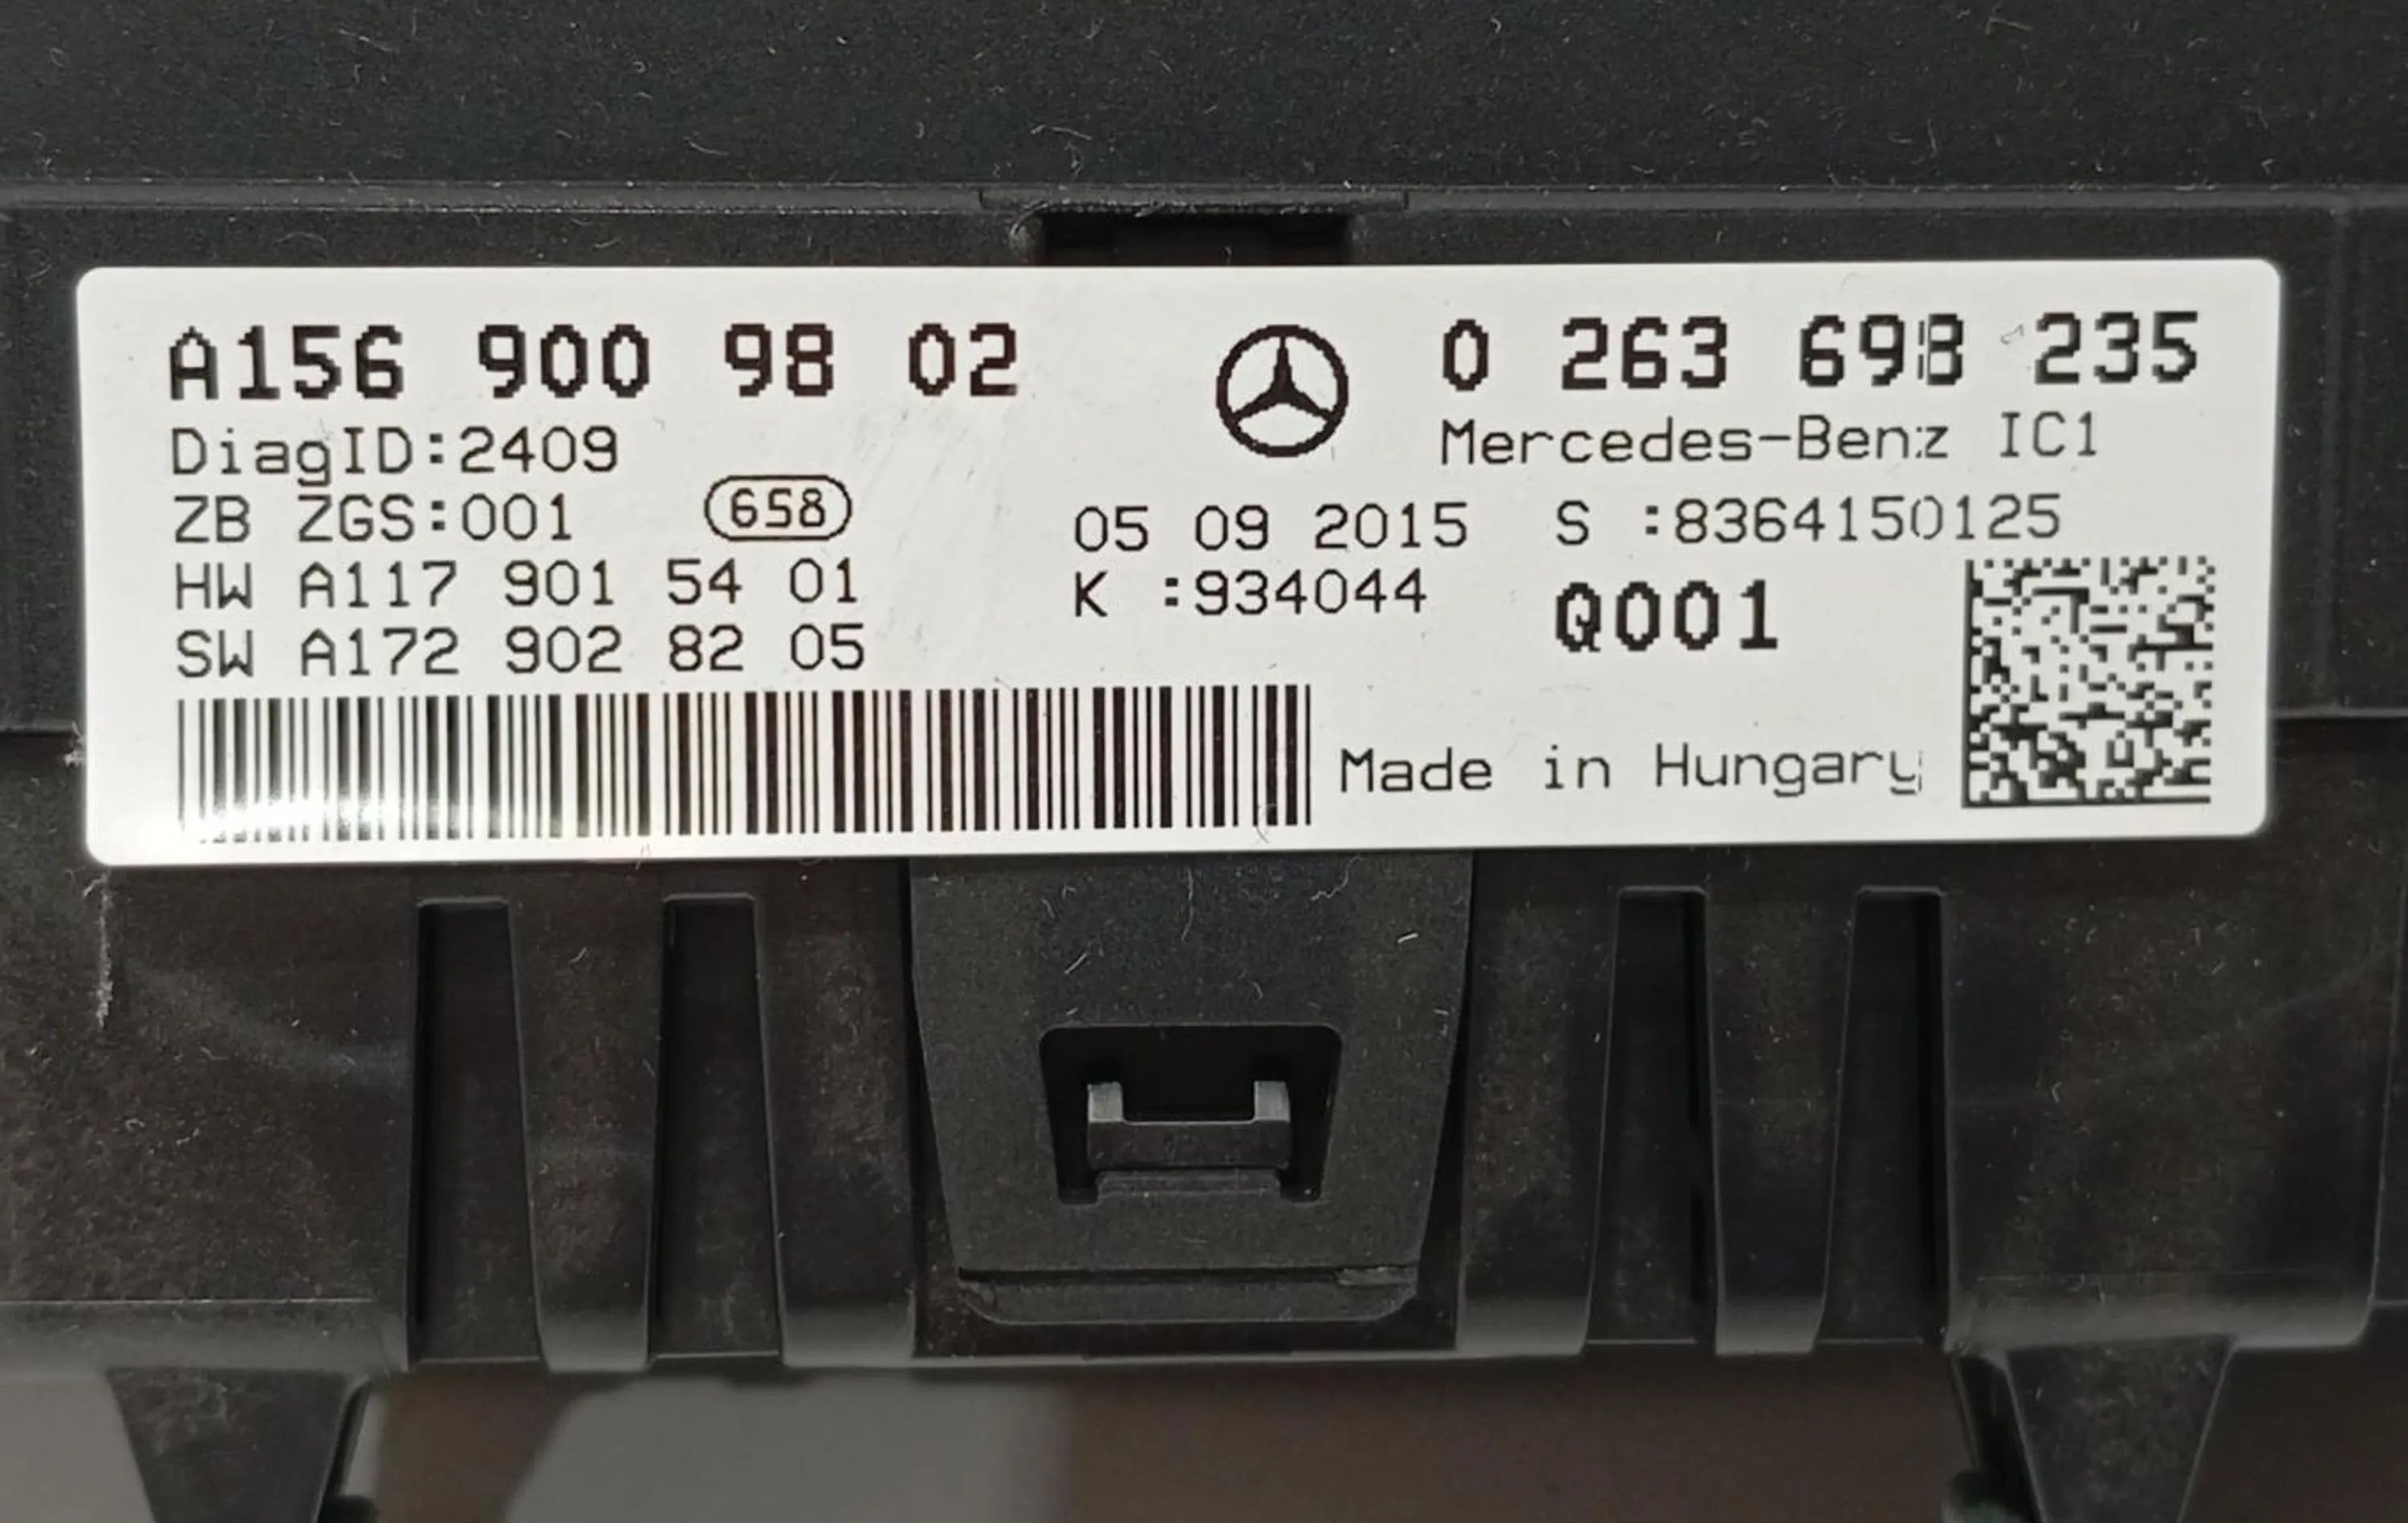 A156 900 98 02
DiagID:2409
ZB ZGS:001
658
HW A117 901 54 01
SW A172 902 82 05
0 263 698 235
Mercedes-Benz IC1
05 09 2015 S :8364150125
K :934044
Q001
Made in Hungary